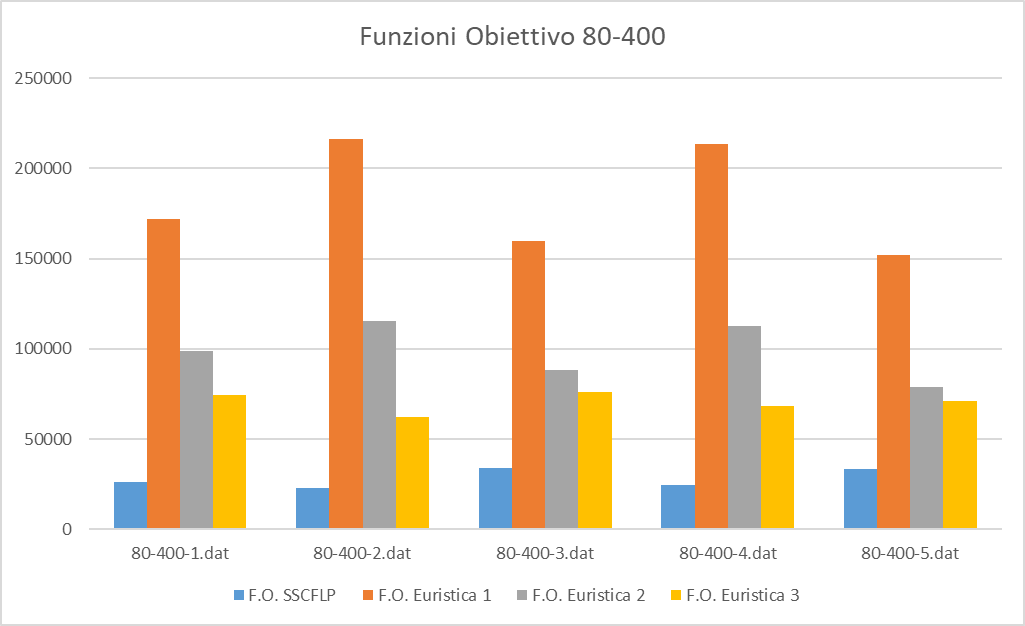 Funzioni Obiettivo 80-400
250000
200000
150000
100000
50000
0
80-400-1.dat 80-400-2.dat 80-400-3.dat 80-400-4.dat 80-400-5.dat
F.O. SSCFLP F.O. Euristica 1 F.O. Euristica 2 F.O. Euristica 3